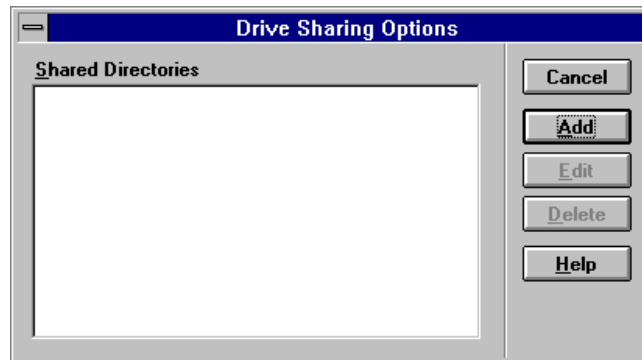 Drive Sharing Options
Shared Directories
Cancel
Add
Edit
Delete
Help